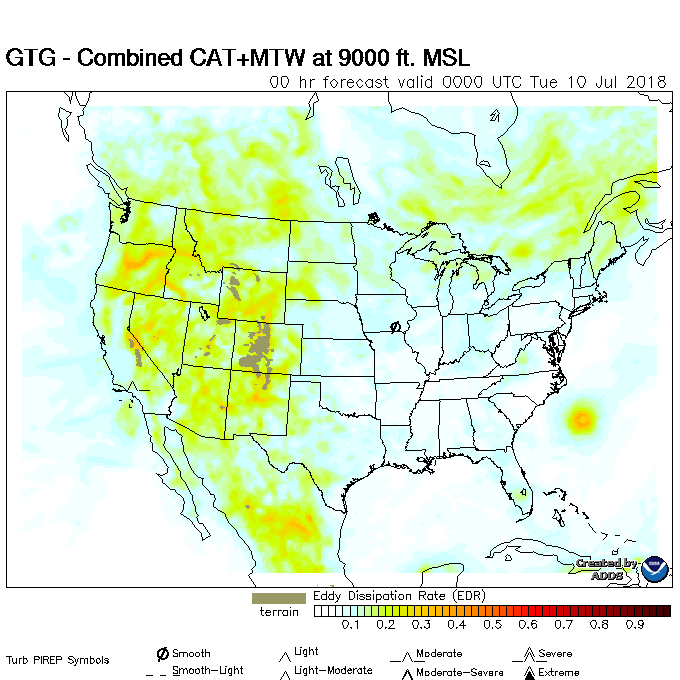 GTG - Combined CAT+MTW at 9000 ft. MSL
00 hr forecast valid 0000 UTC Tue 10 Jul 2018
Created by
ADDS
Eddy Dissipation Rate (EDR)
terrain
0.1 0.2 0.3 0.4 0.5 0.6 0.7 0.8 0.9
Turb PIREP Symbols
Smooth
Light
Moderate
Severe
Smooth-Light
Light-Moderate
Moderate-Severe
Extreme